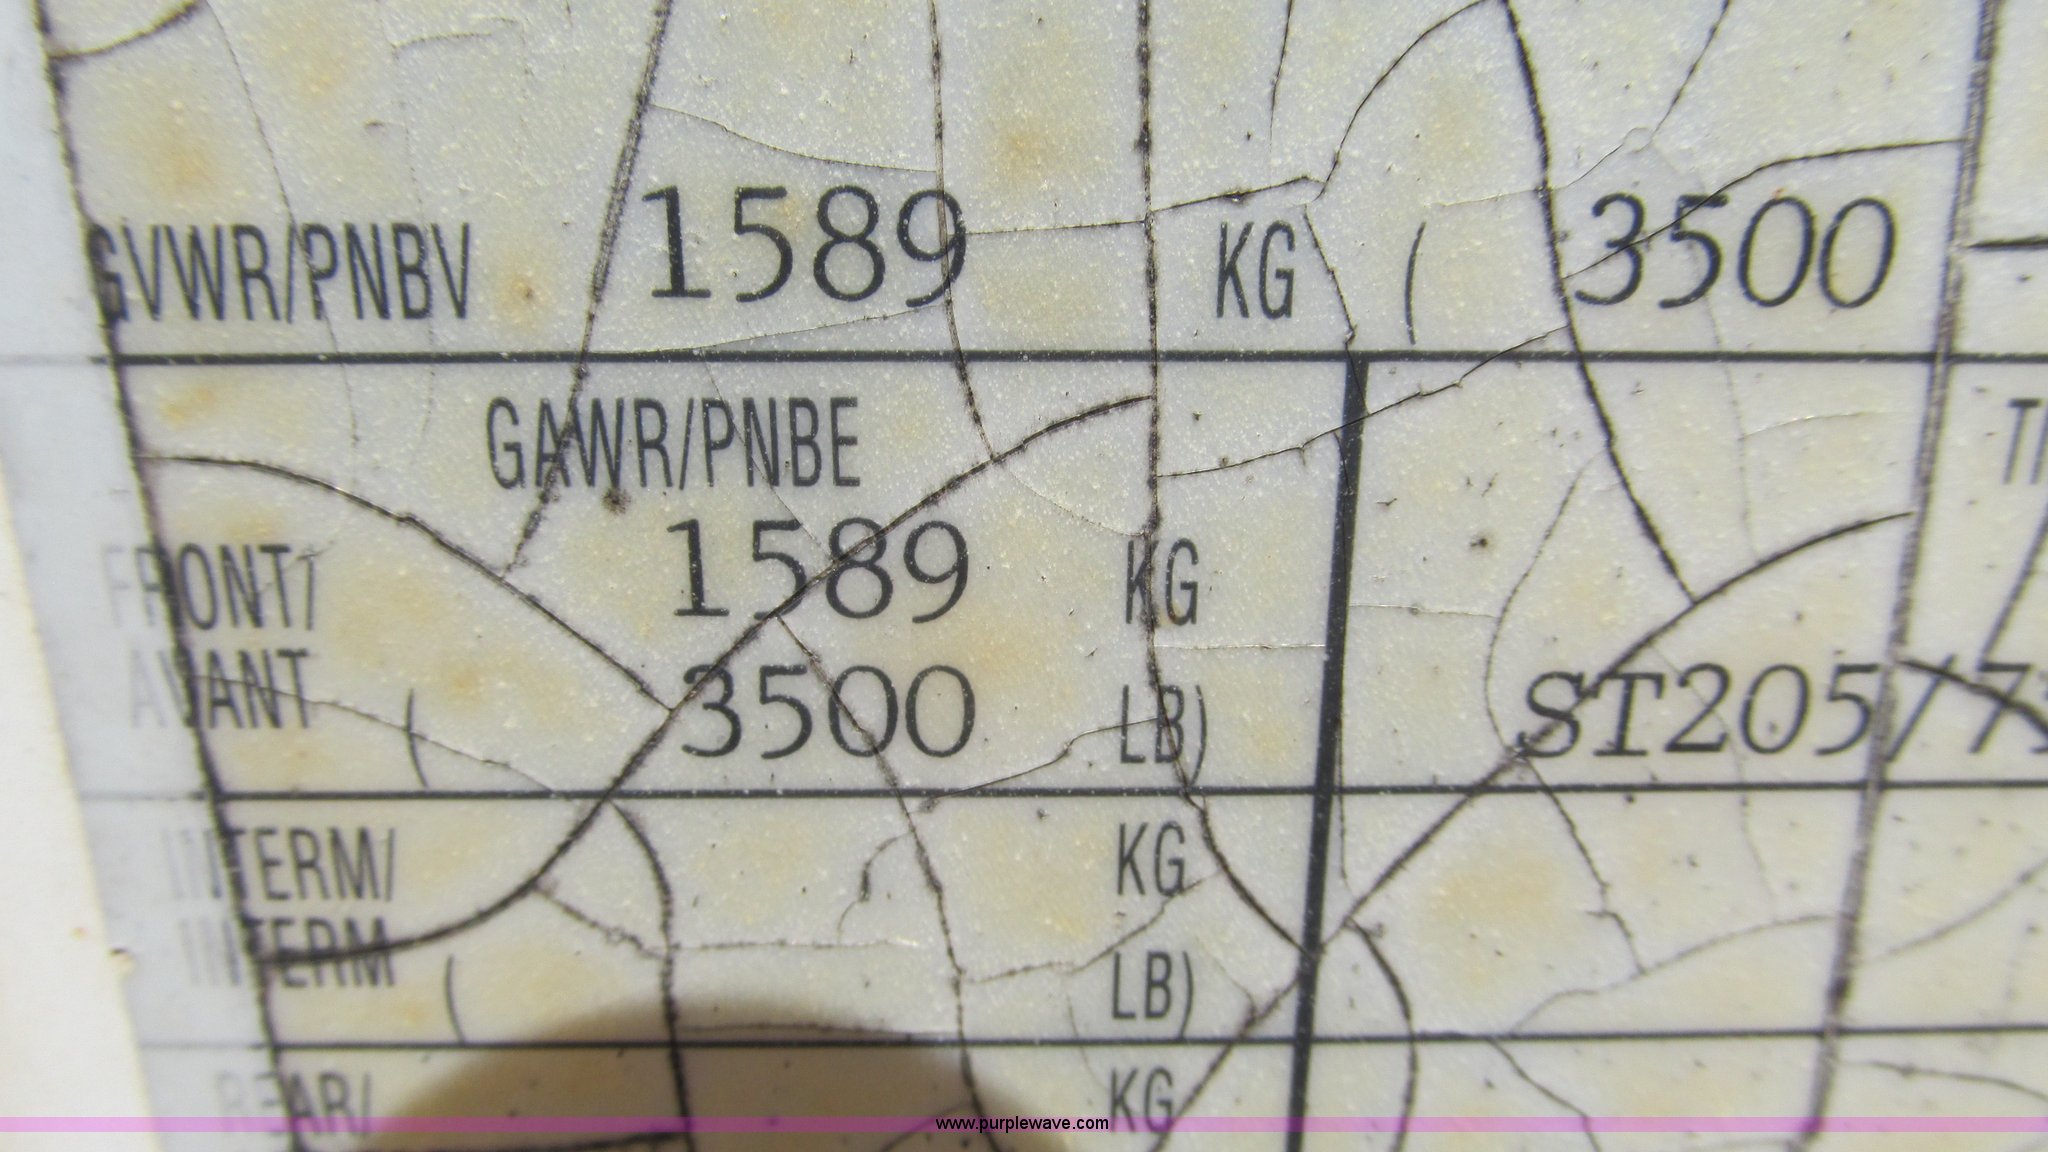 GVWR/PNBV 1589 KG ( 3500
GAWR/PNBE
FRONT/ 1589 KG
AVANT ( 3500 LB) ST205/7
INTERM/ KG
INTERM ( LB)
REAR/ KG
www.purplewave.com